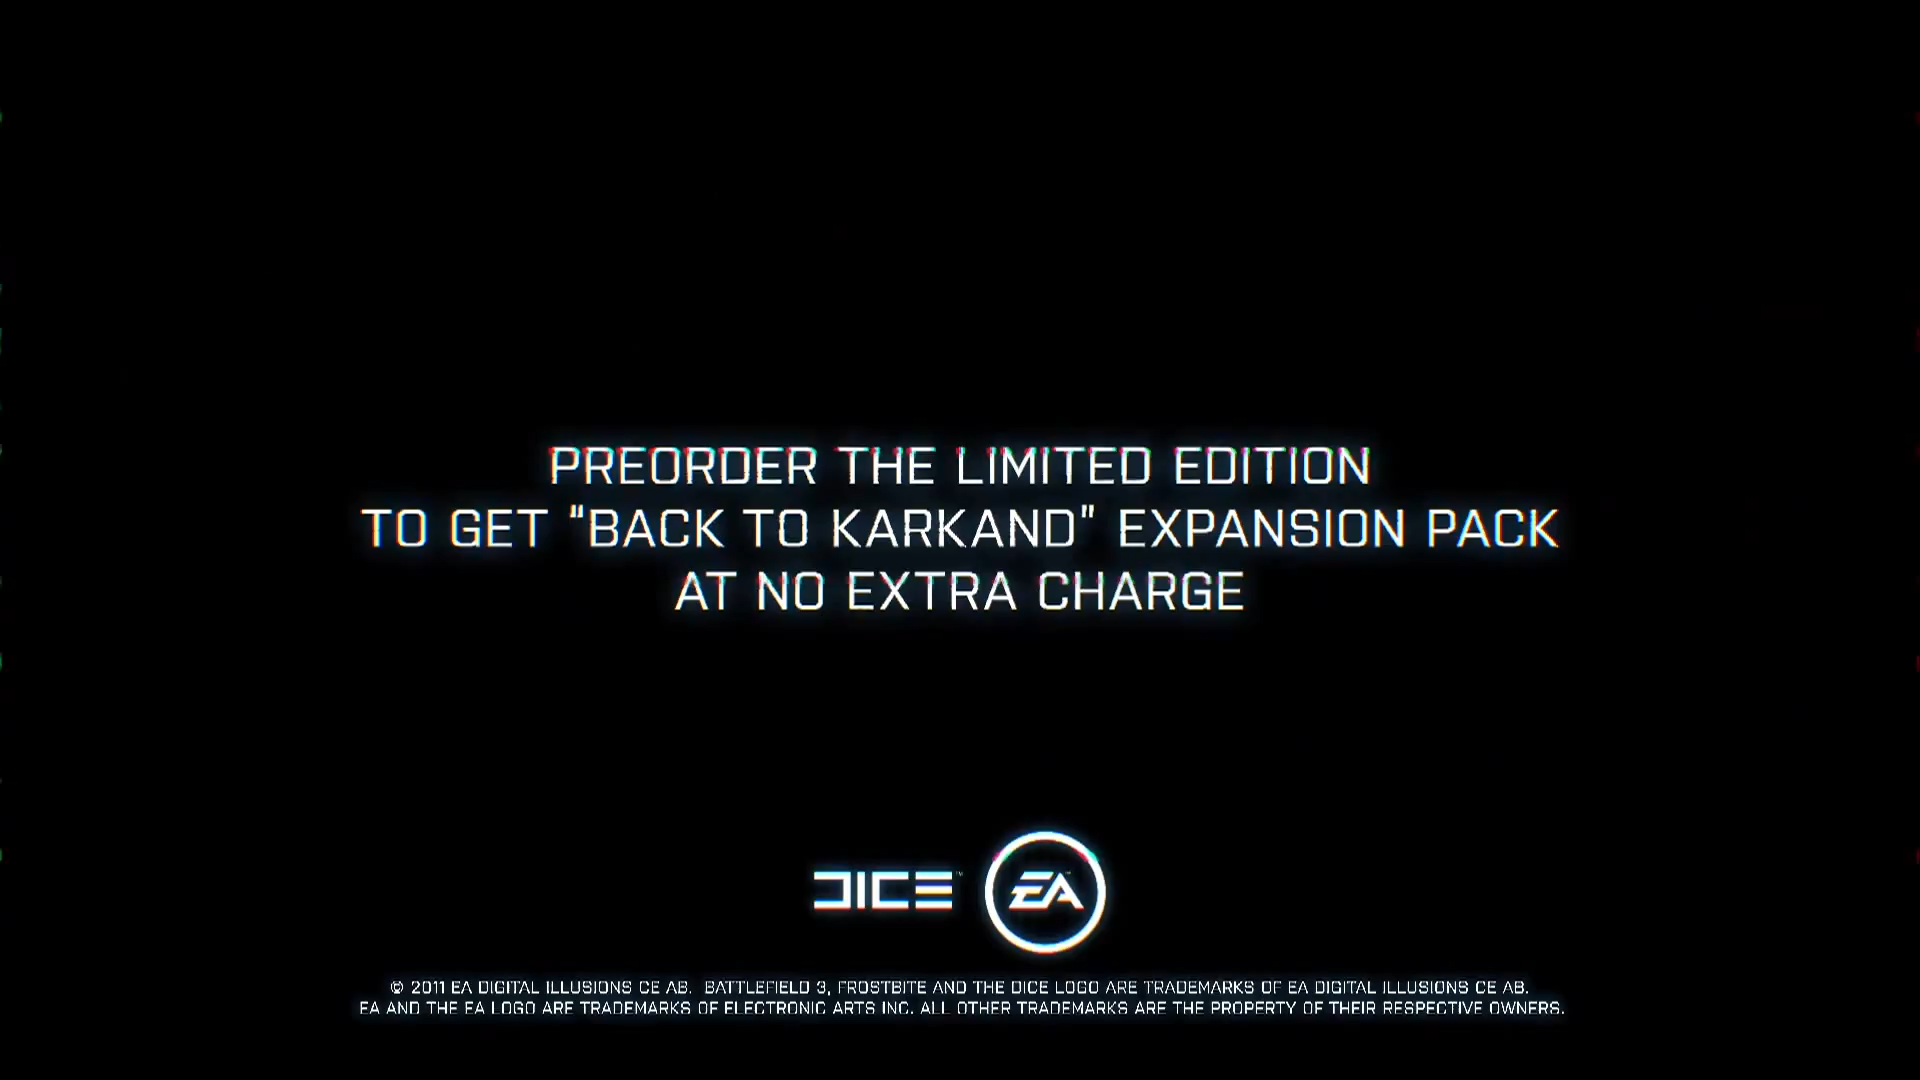 PREORDER THE LIMITED EDITION
TO GET “BACK TO KARKAND” EXPANSION PACK
AT NO EXTRA CHARGE
DICE™ EA™
© 2011 EA DIGITAL ILLUSIONS CE AB. BATTLEFIELD 3, FROSTBITE AND THE DICE LOGO ARE TRADEMARKS OF EA DIGITAL ILLUSIONS CE AB.
EA AND THE EA LOGO ARE TRADEMARKS OF ELECTRONIC ARTS INC. ALL OTHER TRADEMARKS ARE THE PROPERTY OF THEIR RESPECTIVE OWNERS.